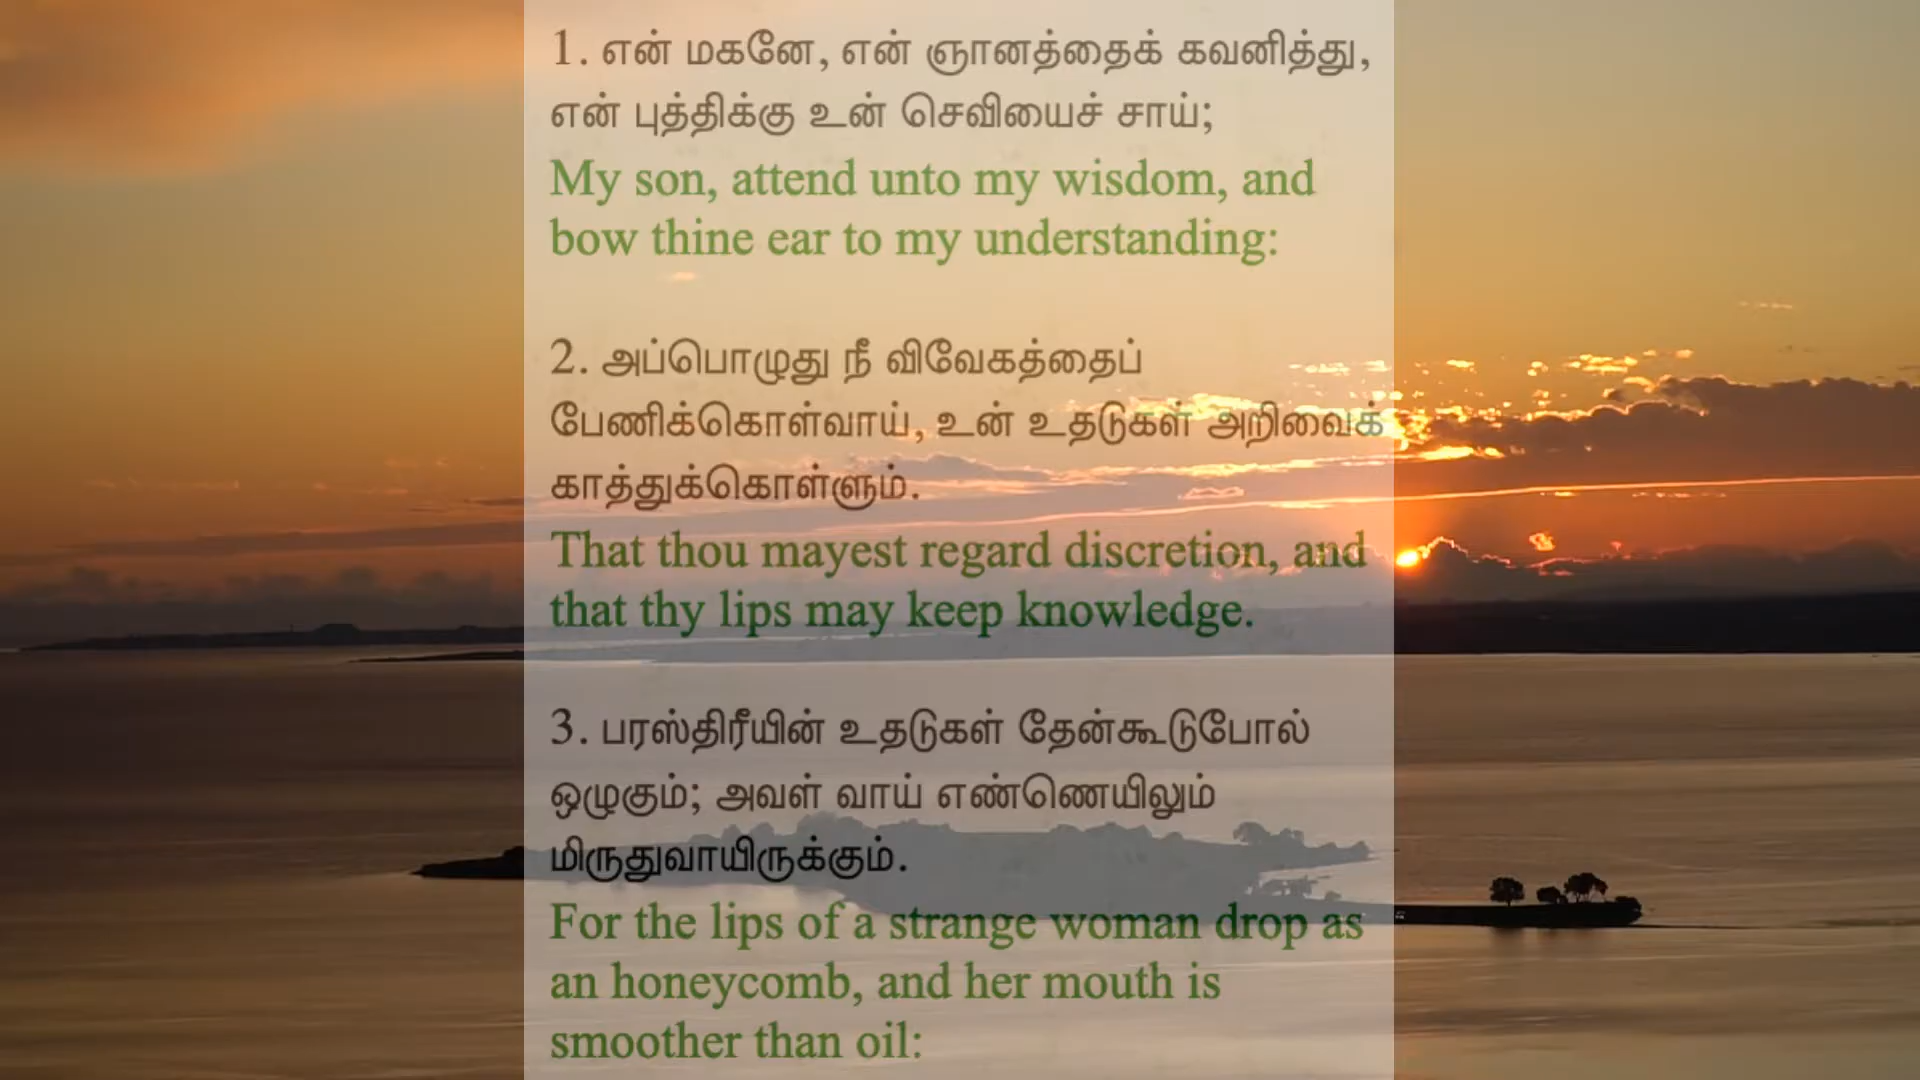 1. என் மகனே, என் ஞானத்தைக் கவனித்து,
என் புத்திக்கு உன் செவியைச் சாய்;
My son, attend unto my wisdom, and
bow thine ear to my understanding:
2. அப்பொழுது நீ விவேகத்தைப்
பேணிக்கொள்வாய், உன் உதடுகள் அறிவைக்
காத்துக்கொள்ளும்.
That thou mayest regard discretion, and
that thy lips may keep knowledge.
3. பரஸ்திரீயின் உதடுகள் தேன்கூடுபோல்
ஒழுகும்; அவள் வாய் எண்ணெயிலும்
மிருதுவாயிருக்கும்.
For the lips of a strange woman drop as
an honeycomb, and her mouth is
smoother than oil: